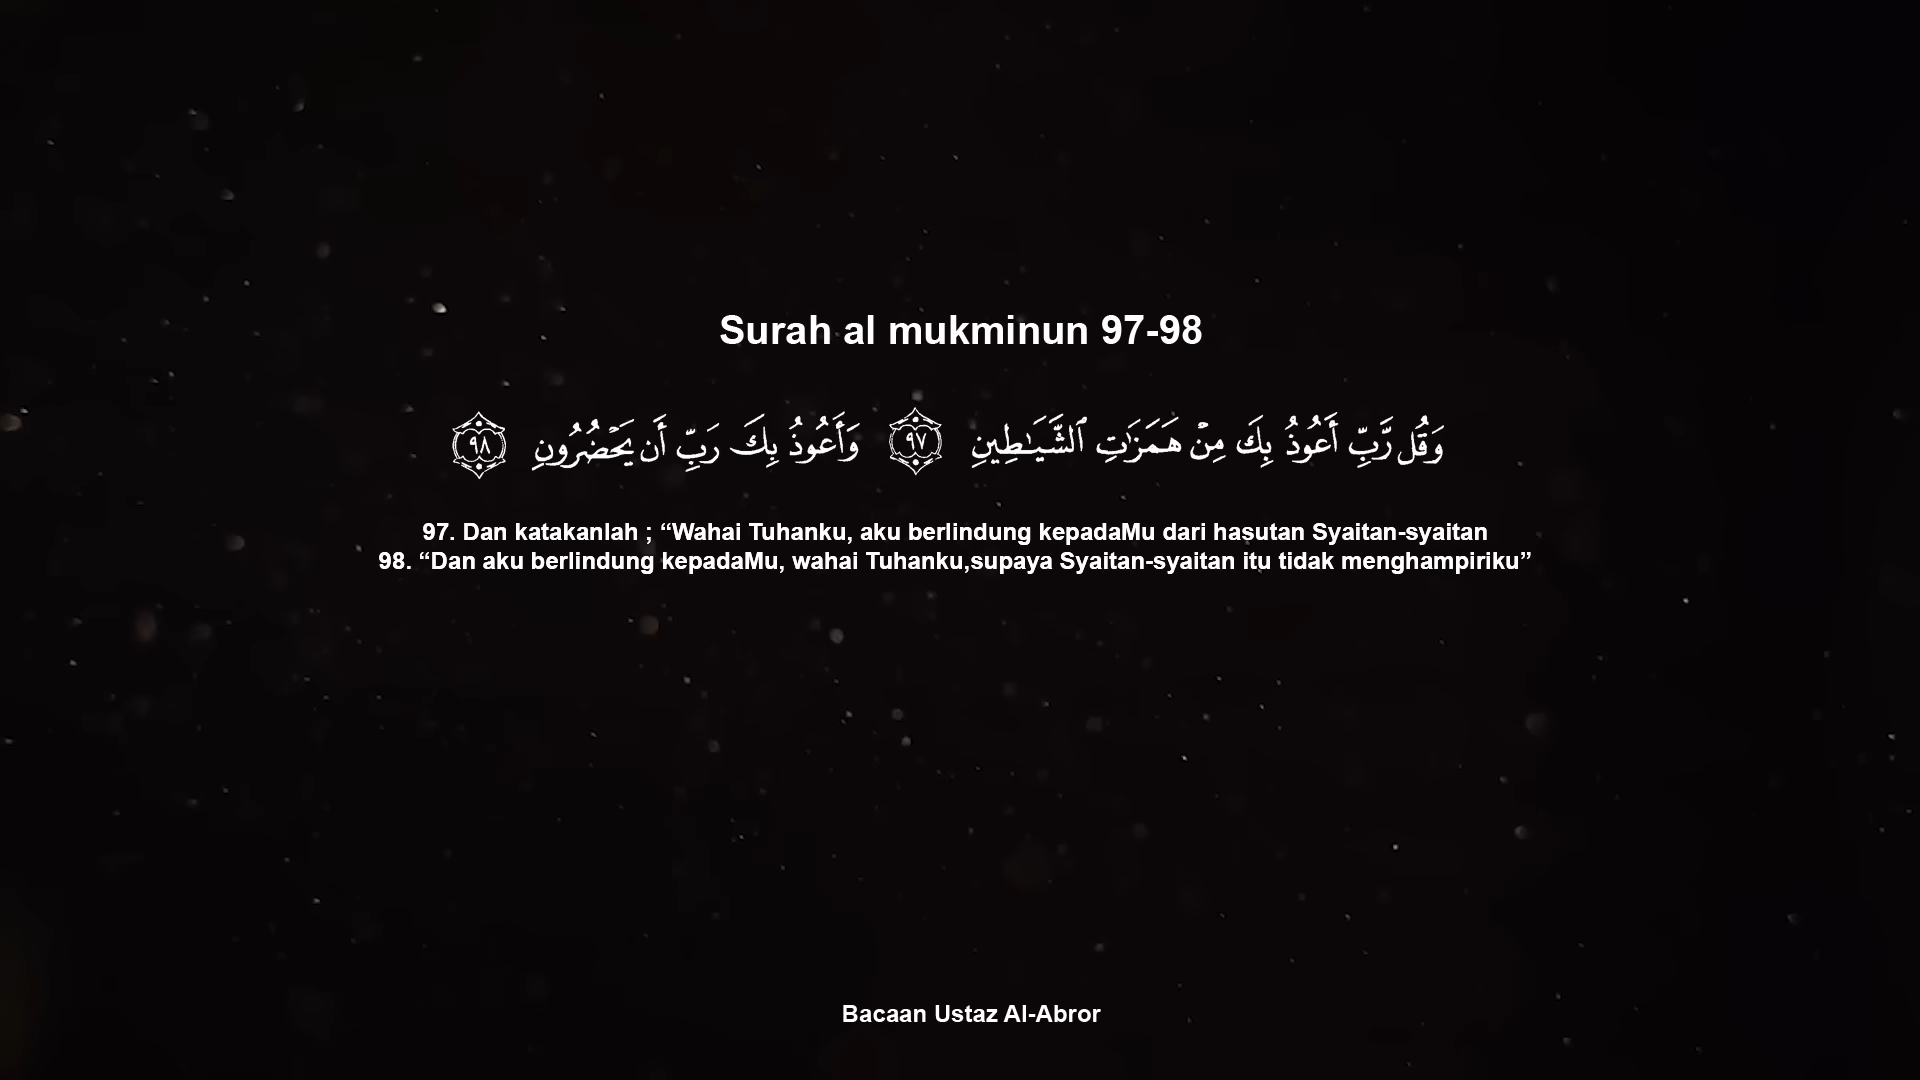 Surah al mukminun 97-98
وَقُل رَّبِّ أَعُوذُ بِكَ مِنْ هَمَزَٰتِ ٱلشَّيَـٰطِينِ ٩٧ وَأَعُوذُ بِكَ رَبِّ أَن يَحْضُرُونِ ٩٨
97. Dan katakanlah ; “Wahai Tuhanku, aku berlindung kepadaMu dari hasutan Syaitan-syaitan
98. “Dan aku berlindung kepadaMu, wahai Tuhanku,supaya Syaitan-syaitan itu tidak menghampiriku”
Bacaan Ustaz Al-Abror